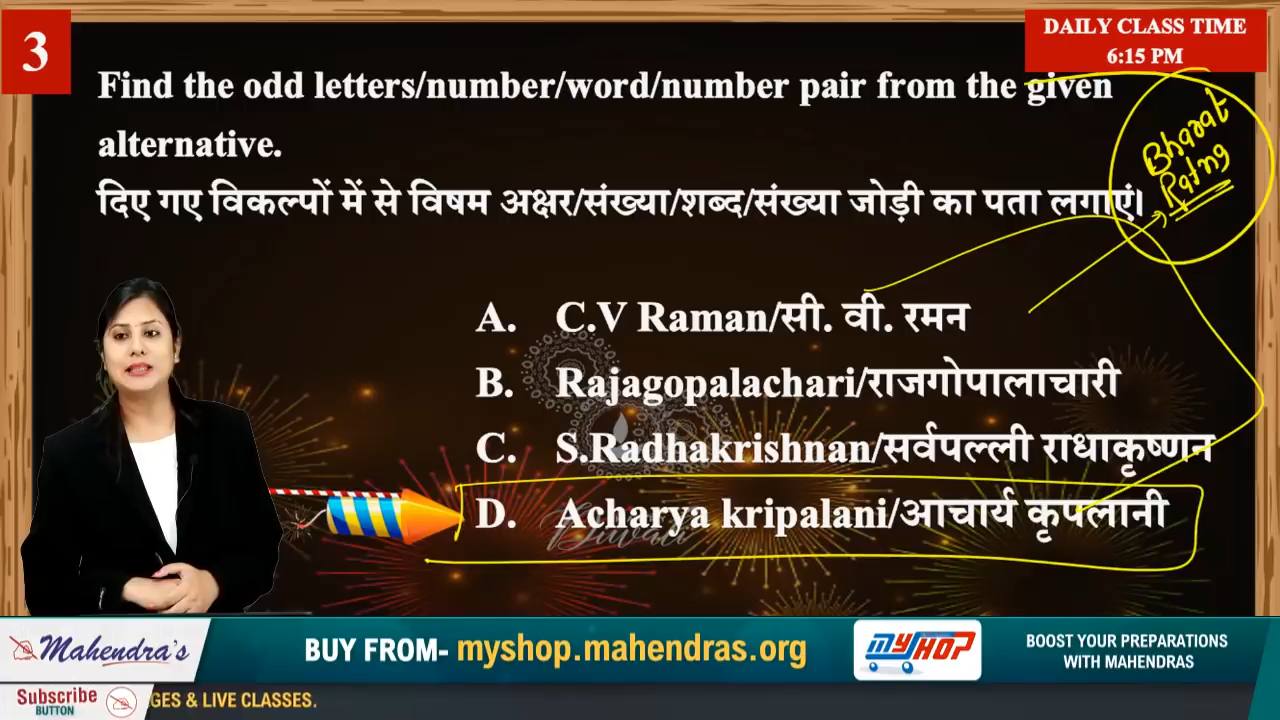 3
DAILY CLASS TIME
6:15 PM
Find the odd letters/number/word/number pair from the given
alternative.
दिए गए विकल्पों में से विषम अक्षर/संख्या/शब्द/संख्या जोड़ी का पता लगाएं।
Bharat
Ratna
A. C.V Raman/सी. वी. रमन
B. Rajagopalachari/राजगोपालाचारी
C. S.Radhakrishnan/सर्वपल्ली राधाकृष्णन
D. Acharya kripalani/आचार्य कृपलानी
Diwali
Mahendra's
BUY FROM- myshop.mahendras.org
MY SHOP
BOOST YOUR PREPARATIONS
WITH MAHENDRAS
Subscribe
BUTTON
GES & LIVE CLASSES.